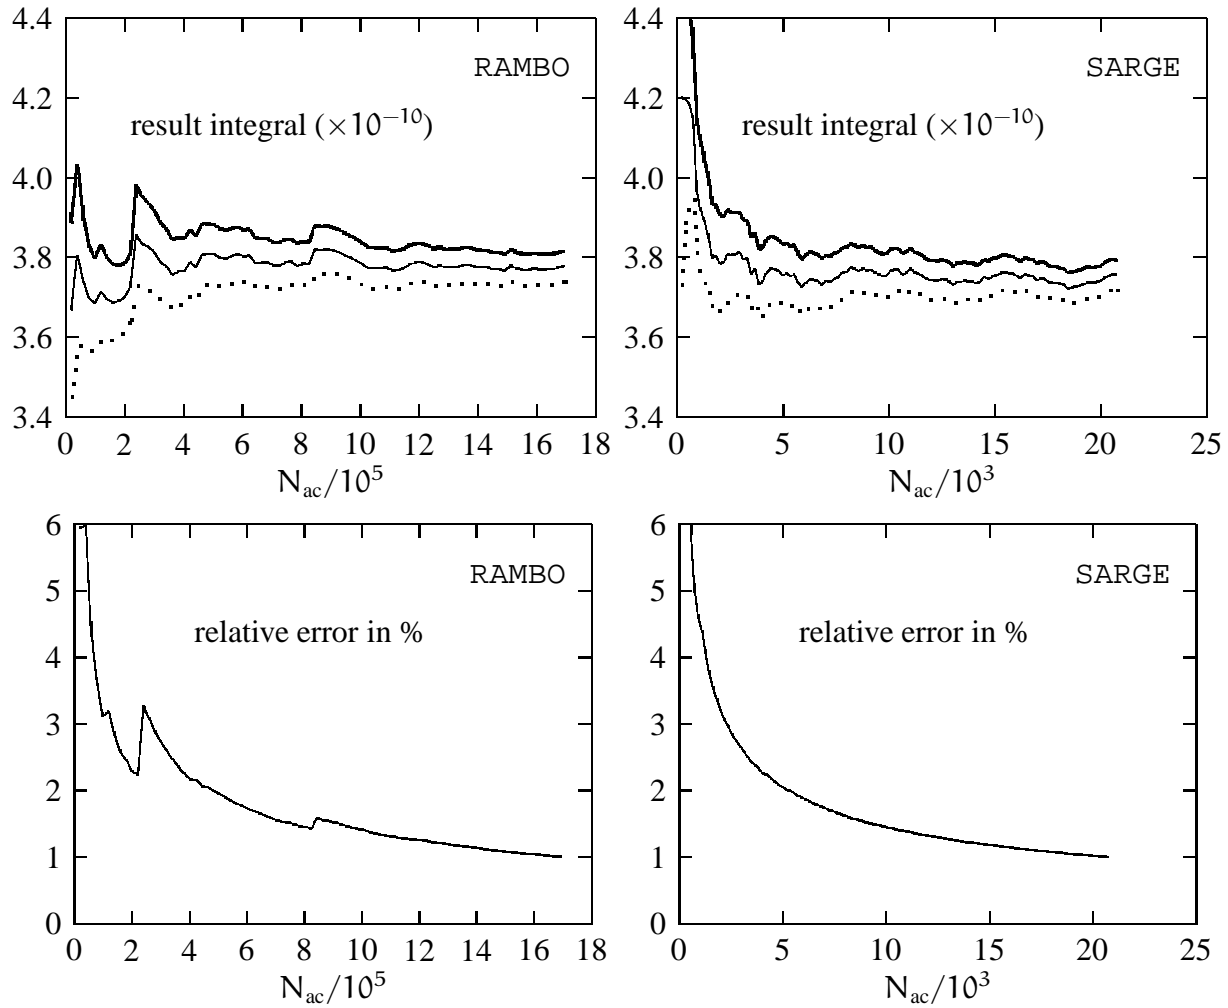 4.4
4.2
4.0
3.8
3.6
3.4
RAMBO
result integral (×10⁻¹⁰)
0 2 4 6 8 10 12 14 16 18
N_ac/10⁵
4.4
4.2
4.0
3.8
3.6
3.4
SARGE
result integral (×10⁻¹⁰)
0 5 10 15 20 25
N_ac/10³
6
5
4
3
2
1
0
RAMBO
relative error in %
0 2 4 6 8 10 12 14 16 18
N_ac/10⁵
6
5
4
3
2
1
0
SARGE
relative error in %
0 5 10 15 20 25
N_ac/10³